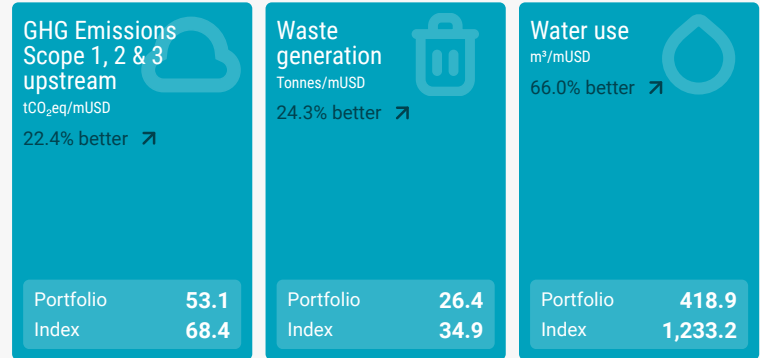 GHG Emissions
Scope 1, 2 & 3
upstream
tCO₂eq/mUSD
22.4% better
Portfolio 53.1
Index 68.4
Waste
generation
Tonnes/mUSD
24.3% better
Portfolio 26.4
Index 34.9
Water use
m³/mUSD
66.0% better
Portfolio 418.9
Index 1,233.2